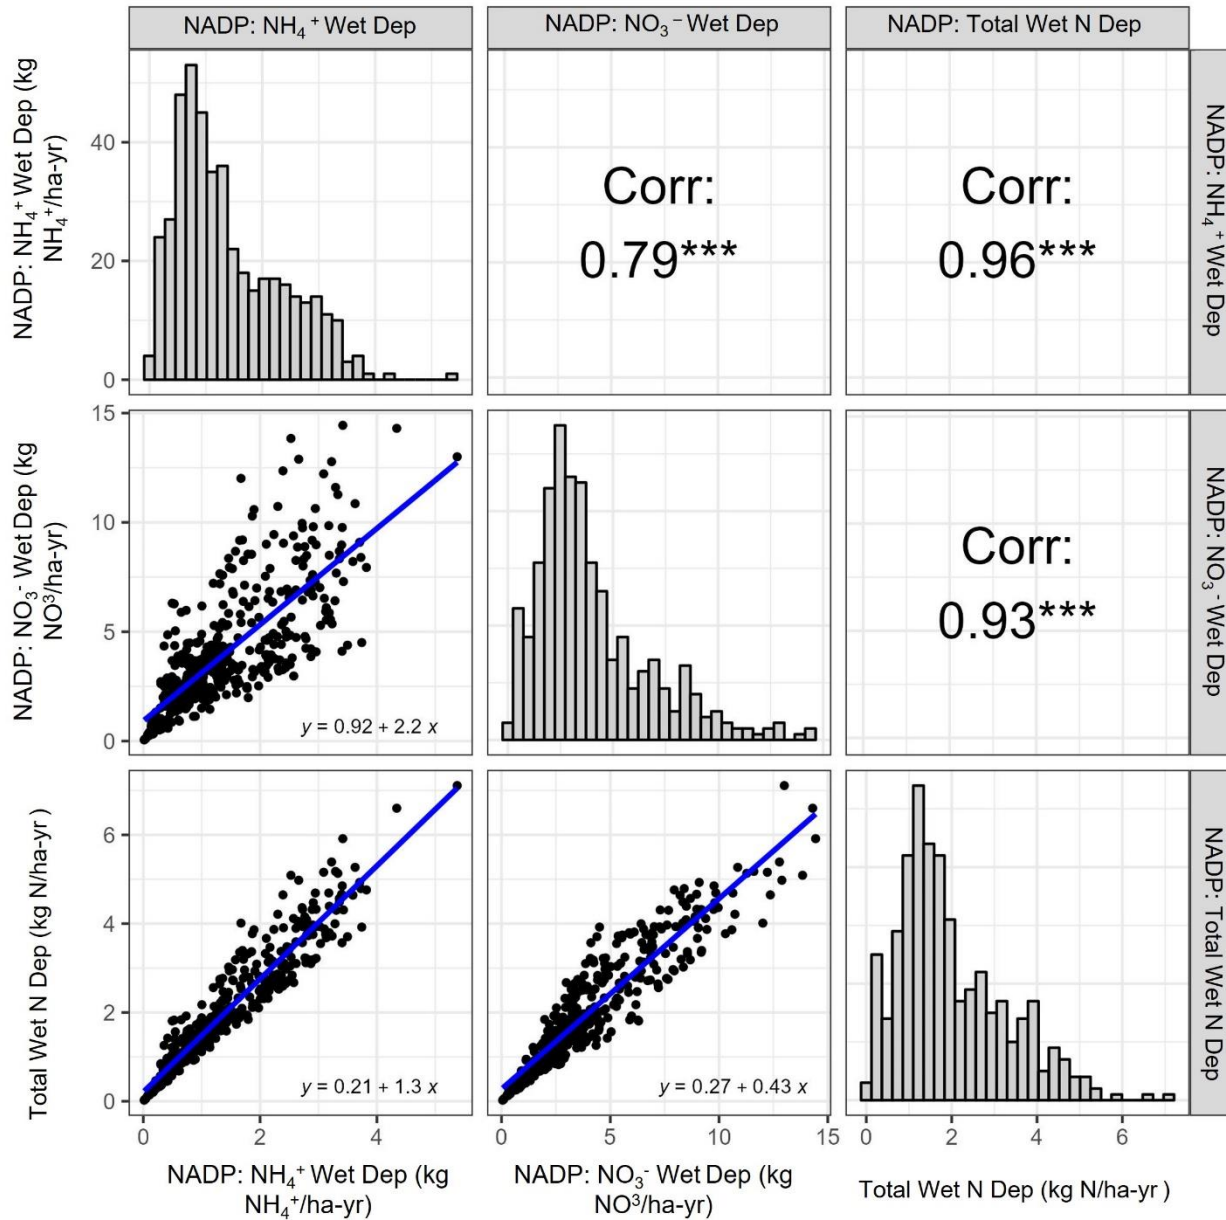 NADP: NH₄⁺ Wet Dep
NADP: NO₃⁻ Wet Dep
NADP: Total Wet N Dep
NADP: NH₄⁺ Wet Dep (kg
NH₄⁺/ha-yr)
40
20
0
Corr:
0.79***
Corr:
0.96***
NADP: NH₄⁺ Wet Dep
NADP: NO₃⁻ Wet Dep (kg
NO³/ha-yr)
15
10
5
0
y = 0.92 + 2.2 x
Corr:
0.93***
NADP: NO₃⁻ Wet Dep
Total Wet N Dep (kg N/ha-yr )
6
4
2
0
y = 0.21 + 1.3 x
y = 0.27 + 0.43 x
NADP: Total Wet N Dep
0 2 4
0 5 10 15
0 2 4 6
NADP: NH₄⁺ Wet Dep (kg
NH₄⁺/ha-yr)
NADP: NO₃⁻ Wet Dep (kg
NO³/ha-yr)
Total Wet N Dep (kg N/ha-yr )